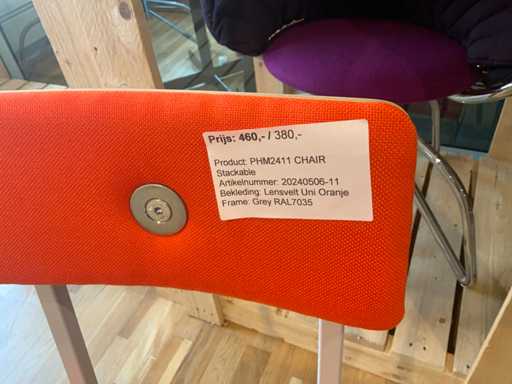 Prijs: 460,- / 380,-
Product: PHM2411 CHAIR
Stackable
Artikelnummer: 20240506-11
Bekleding: Lensvelt Uni Oranje
Frame: Grey RAL7035